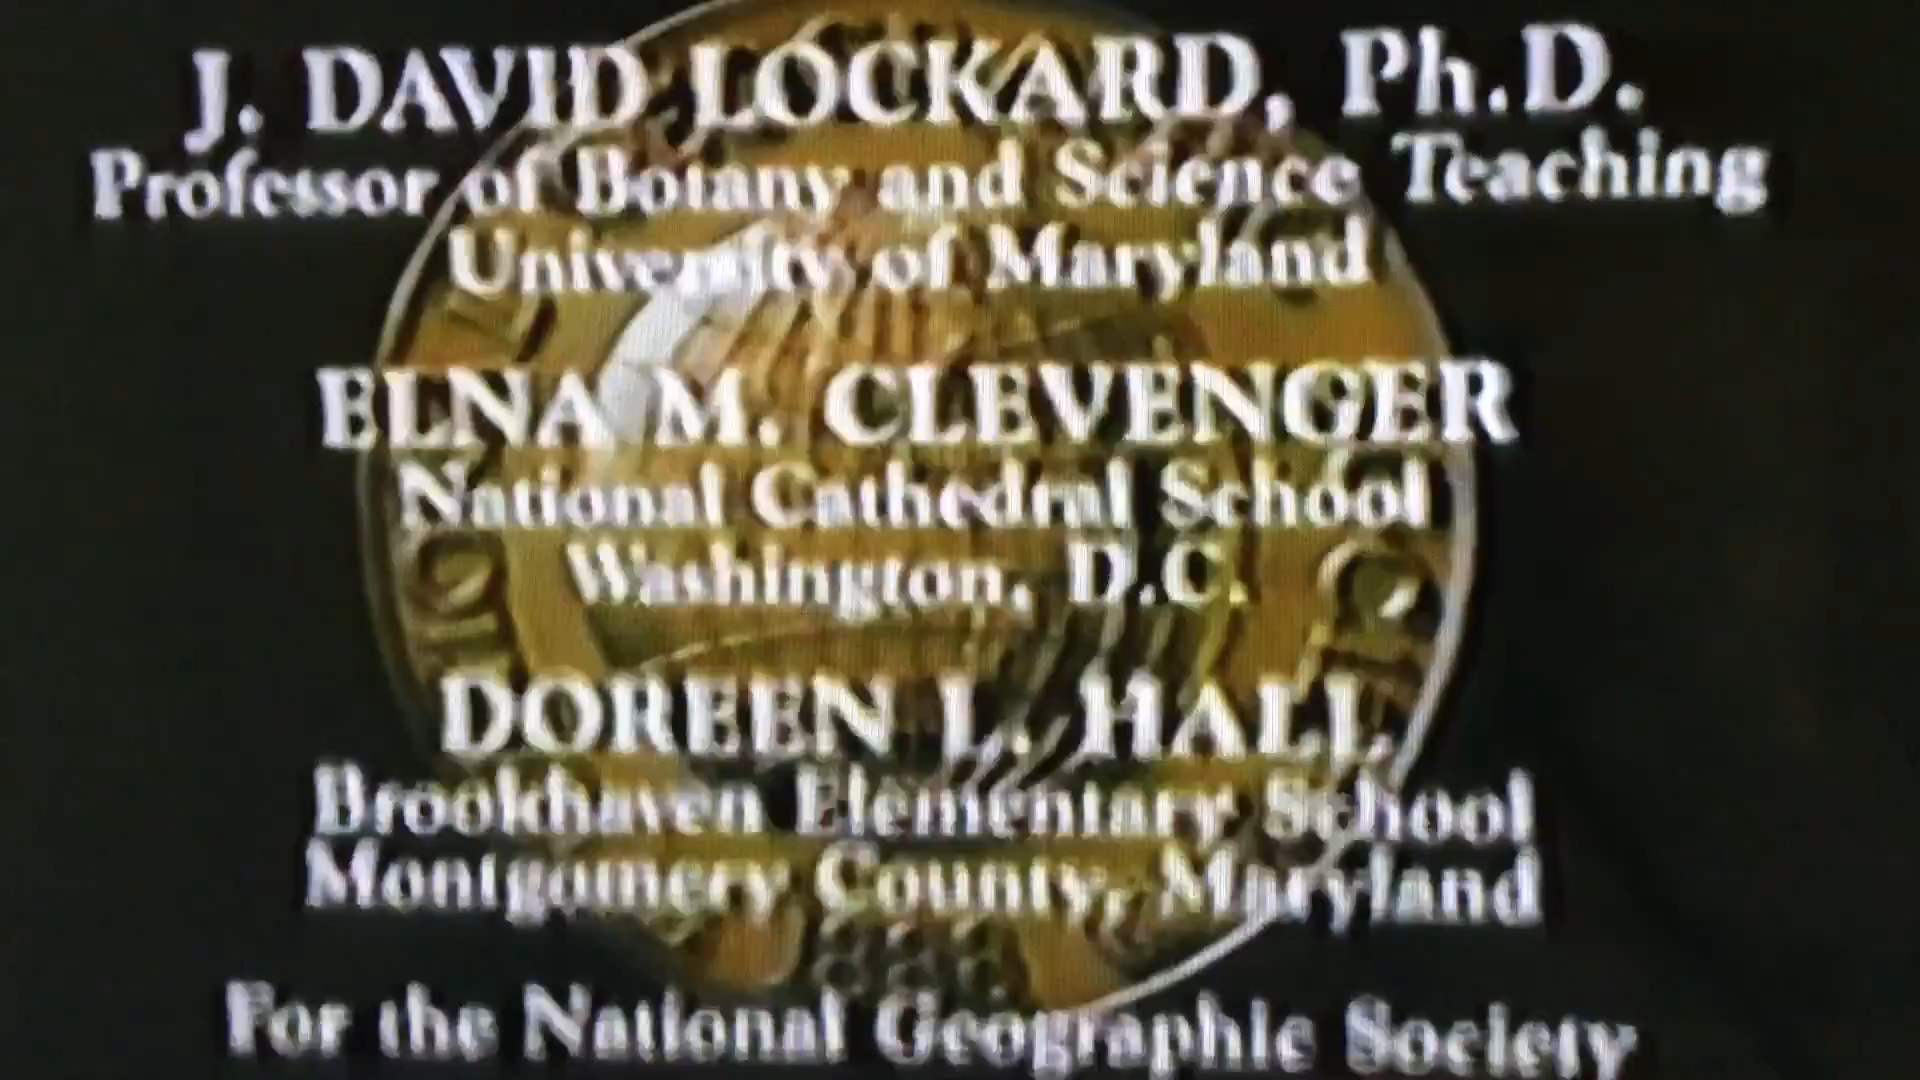 J. DAVID LOCKARD, Ph.D.
Professor of Botany and Science Teaching
University of Maryland
ELNA M. CLEVENGER
National Cathedral School
Washington, D.C.
DOREEN L. HALL
Brookhaven Elementary School
Montgomery County, Maryland
For the National Geographic Society